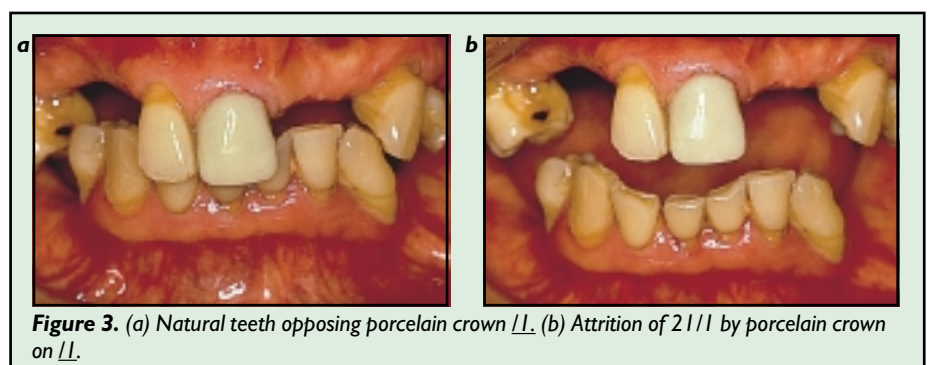 a
b
Figure 3. (a) Natural teeth opposing porcelain crown /1. (b) Attrition of 21/1 by porcelain crown
on /1.